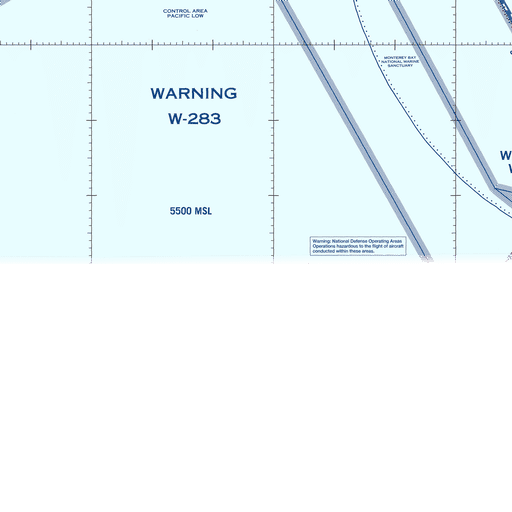 CONTROL AREA
PACIFIC LOW
MONTEREY BAY
NATIONAL MARINE
SANCTUARY
WARNING
W-283
W
W
5500 MSL
Warning: National Defense Operating Areas
Operations hazardous to the flight of aircraft
conducted within these areas.